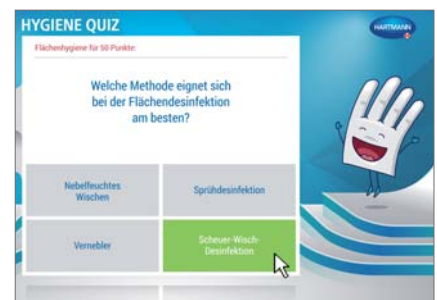 HYGIENE QUIZ
HARTMANN
Flächenhygiene für 50 Punkte:
Welche Methode eignet sich
bei der Flächendesinfektion
am besten?
Nebelfeuchtes
Wischen
Sprühdesinfektion
Vernebler
Scheuer-Wisch-
Desinfektion